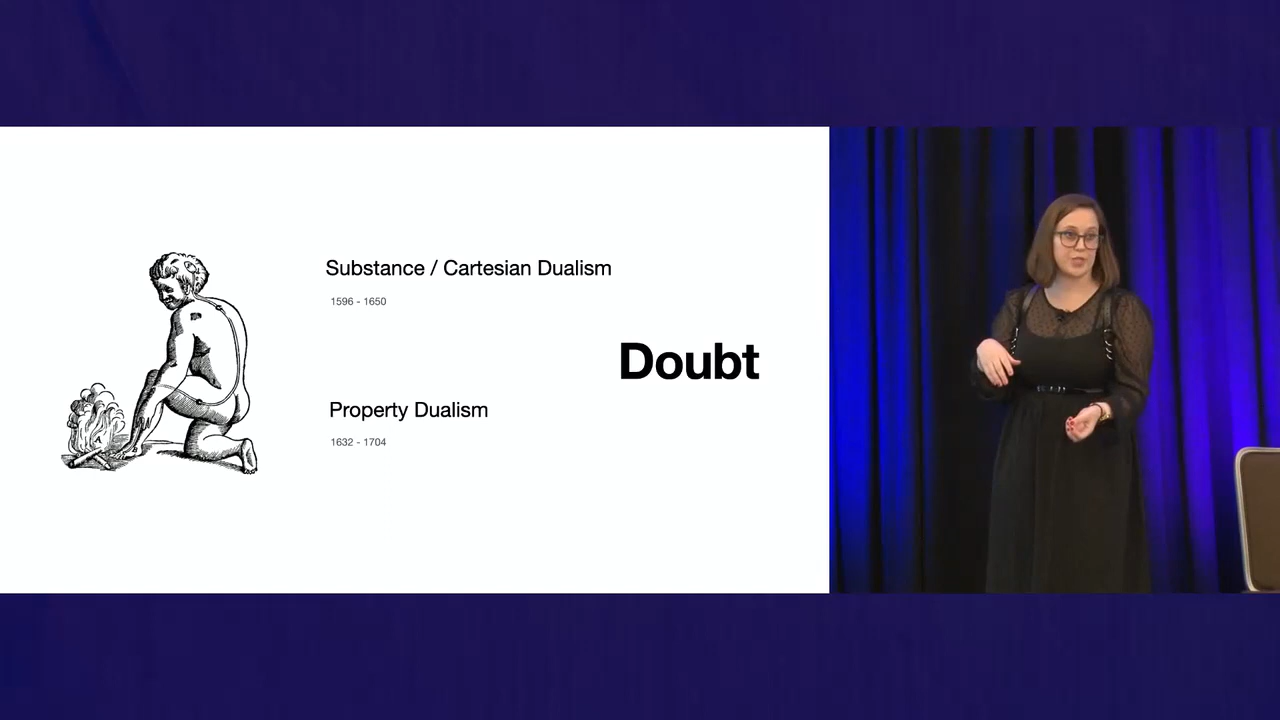 Substance / Cartesian Dualism
1596 - 1650
Doubt
Property Dualism
1632 - 1704